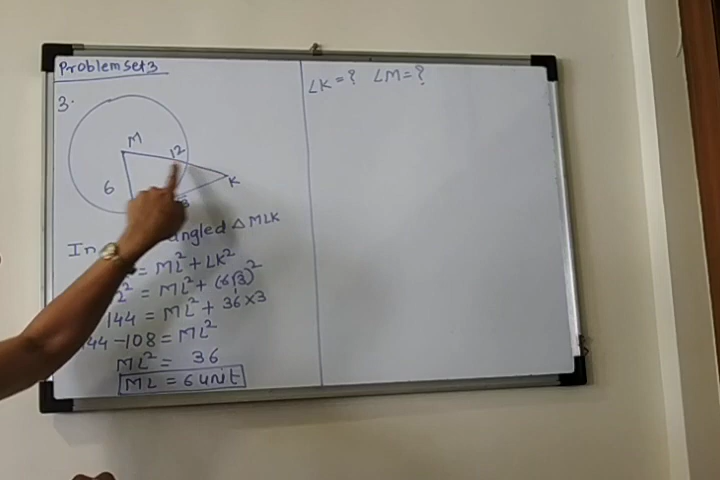 Problem Set 3
3.
M
12
6
K
In angled △ MLK
= ML² + LK²
2² = ML² + (6√3)²
144 = ML² + 36×3
44 - 108 = ML²
ML² = 36
ML = 6 unit
∠K = ? ∠M = ?